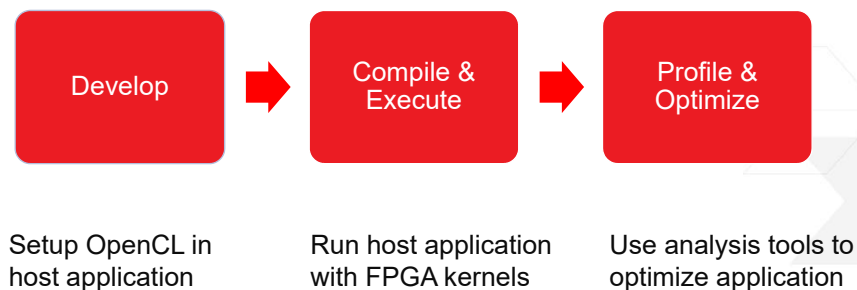 Develop
Compile &
Execute
Profile &
Optimize
Setup OpenCL in
host application
Run host application
with FPGA kernels
Use analysis tools to
optimize application